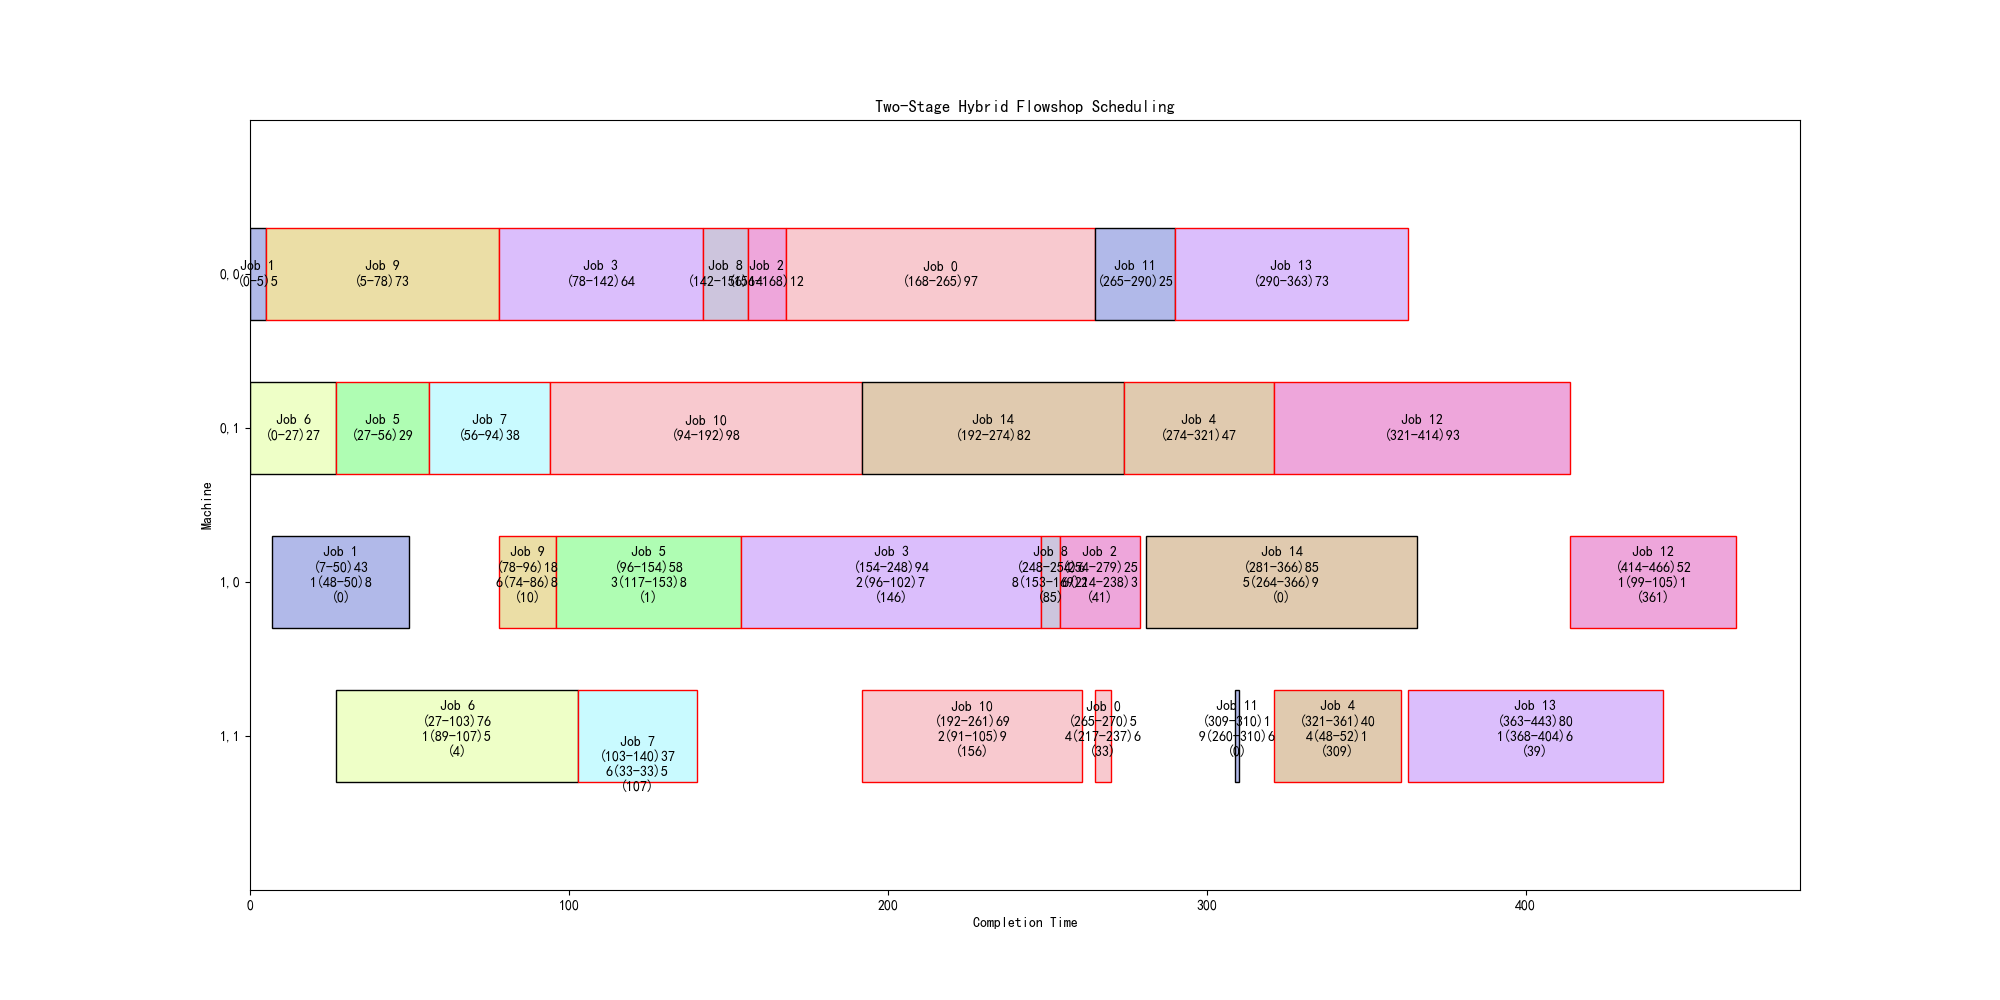 Two-Stage Hybrid Flowshop Scheduling
0,0
Job 1
(0-5)5
Job 9
(5-78)73
Job 3
(78-142)64
Job 8
(142-156)14
Job 2
(156-168)12
Job 0
(168-265)97
Job 11
(265-290)25
Job 13
(290-363)73
0,1
Job 6
(0-27)27
Job 5
(27-56)29
Job 7
(56-94)38
Job 10
(94-192)98
Job 14
(192-274)82
Job 4
(274-321)47
Job 12
(321-414)93
Machine
1,0
Job 1
(7-50)43
1(48-50)8
(0)
Job 9
(78-96)18
6(74-86)8
(10)
Job 5
(96-154)58
3(117-153)8
(1)
Job 3
(154-248)94
2(96-102)7
(146)
Job 8
(248-254)6
(85)
Job 2
(254-279)25
(41)
Job 14
(281-366)85
5(264-366)9
(0)
Job 12
(414-466)52
1(99-105)1
(361)
1,1
Job 6
(27-103)76
1(89-107)5
(4)
Job 7
(103-140)37
6(33-33)5
(107)
Job 10
(192-261)69
2(91-105)9
(156)
Job 0
(265-270)5
4(217-237)6
(33)
Job 11
(309-310)1
9(260-310)6
(0)
Job 4
(321-361)40
4(48-52)1
(309)
Job 13
(363-443)80
1(368-404)6
(39)
0
100
200
300
400
Completion Time